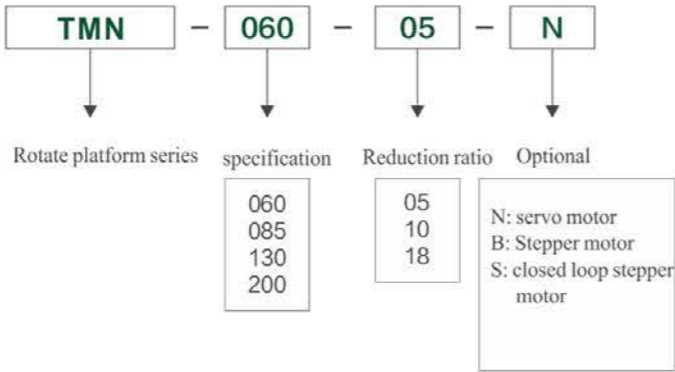 TMN – 060 – 05 – N
Rotate platform series
specification
Reduction ratio
Optional
060
085
130
200
05
10
18
N: servo motor
B: Stepper motor
S: closed loop stepper
motor